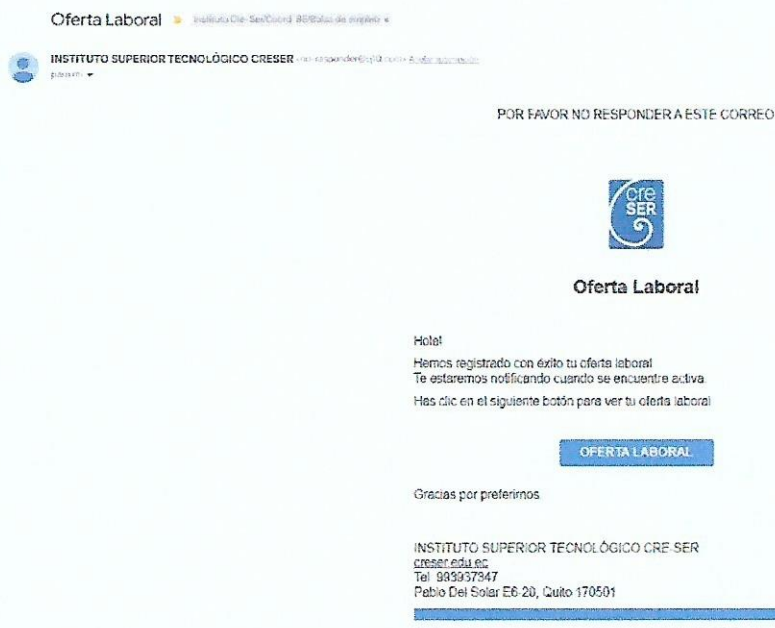 Oferta Laboral
INSTITUTO SUPERIOR TECNOLÓGICO CRESER
POR FAVOR NO RESPONDER A ESTE CORREO
cre
SER
Oferta Laboral
Hola!
Hemos registrado con éxito tu oferta laboral
Te estaremos notificando cuando se encuentre activa
Has clic en el siguiente botón para ver tu oferta laboral
OFERTA LABORAL
Gracias por preferirnos
INSTITUTO SUPERIOR TECNOLÓGICO CRE-SER
creser.edu.ec
Tel 993937347
Pablo Del Solar E6-20, Quito 170501